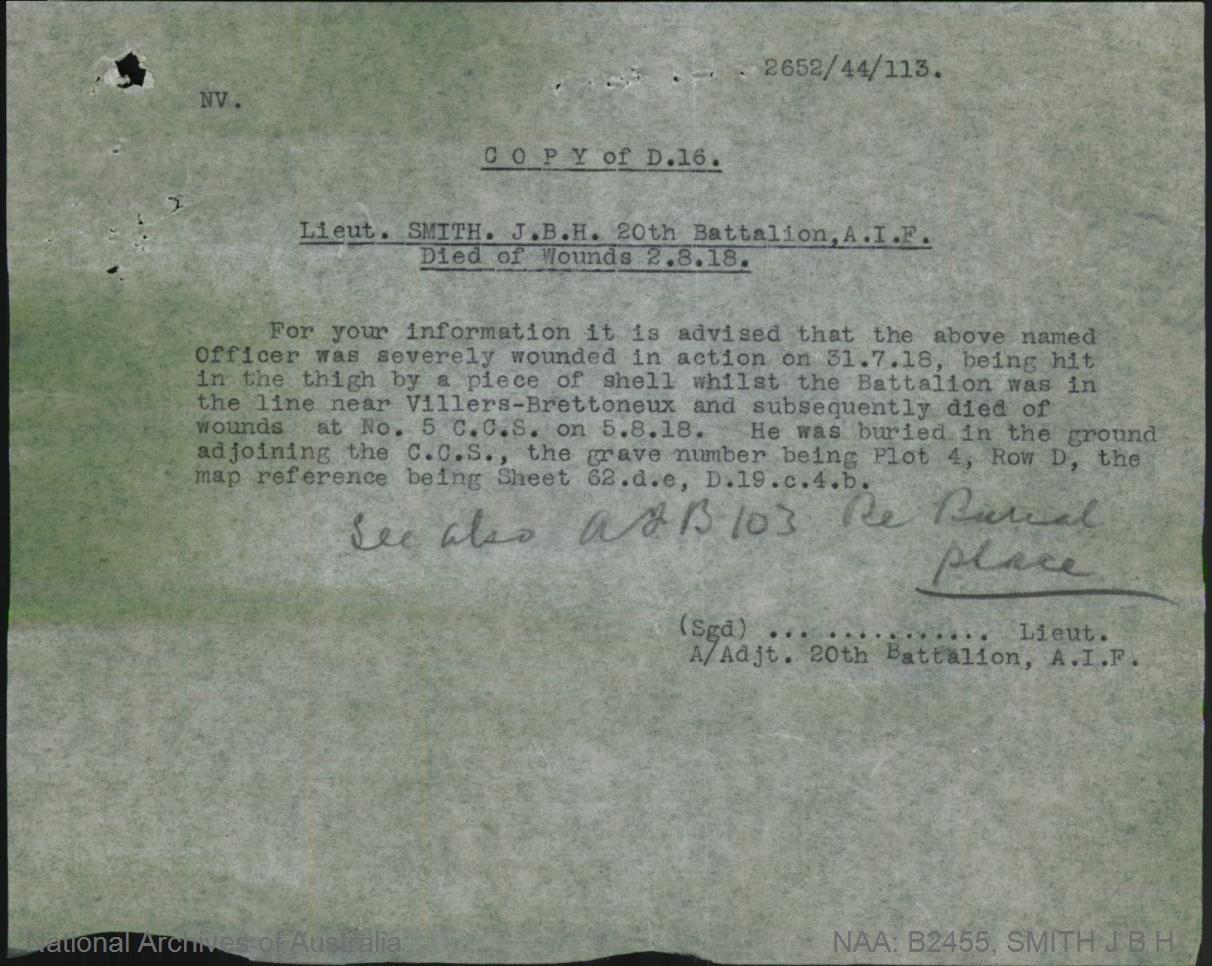 2652/44/113.
NV.
C O P Y of D.16.
Lieut. SMITH. J.B.H. 20th Battalion,A.I.F.
Died of Wounds 2.8.18.
For your information it is advised that the above named
Officer was severely wounded in action on 31.7.18, being hit
in the thigh by a piece of shell whilst the Battalion was in
the line near Villers-Brettoneux and subsequently died of
wounds at No. 5 C.C.S. on 5.8.18. He was buried in the ground
adjoining the C.C.S., the grave number being Plot 4, Row D, the
map reference being Sheet 62.d.e, D.19.c.4.b.
See also A F B 103 Re Burial
place
(Sgd) ... ............ Lieut.
A/Adjt. 20th Battalion, A.I.F.
National Archives of Australia
NAA: B2455, SMITH J B H